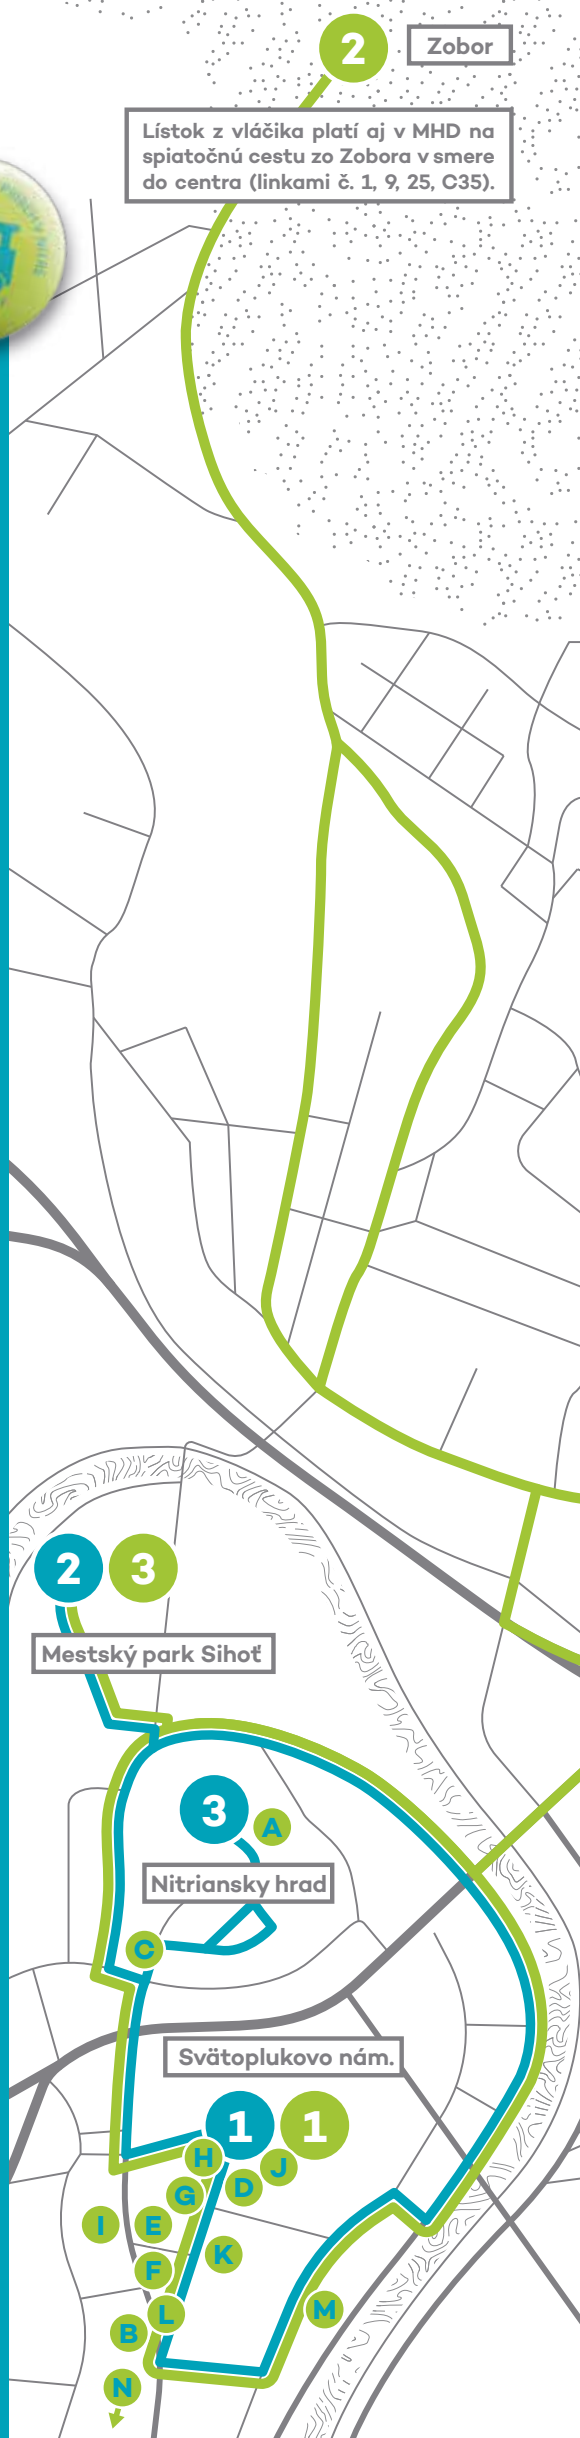 2
Zobor
Lístok z vláčika platí aj v MHD na
spiatočnú cestu zo Zobora v smere
do centra (linkami č. 1, 9, 25, C35).
2
3
Mestský park Sihoť
3
A
Nitriansky hrad
C
Svätoplukovo nám.
1
1
H
J
D
G
I
E
K
F
L
M
B
N